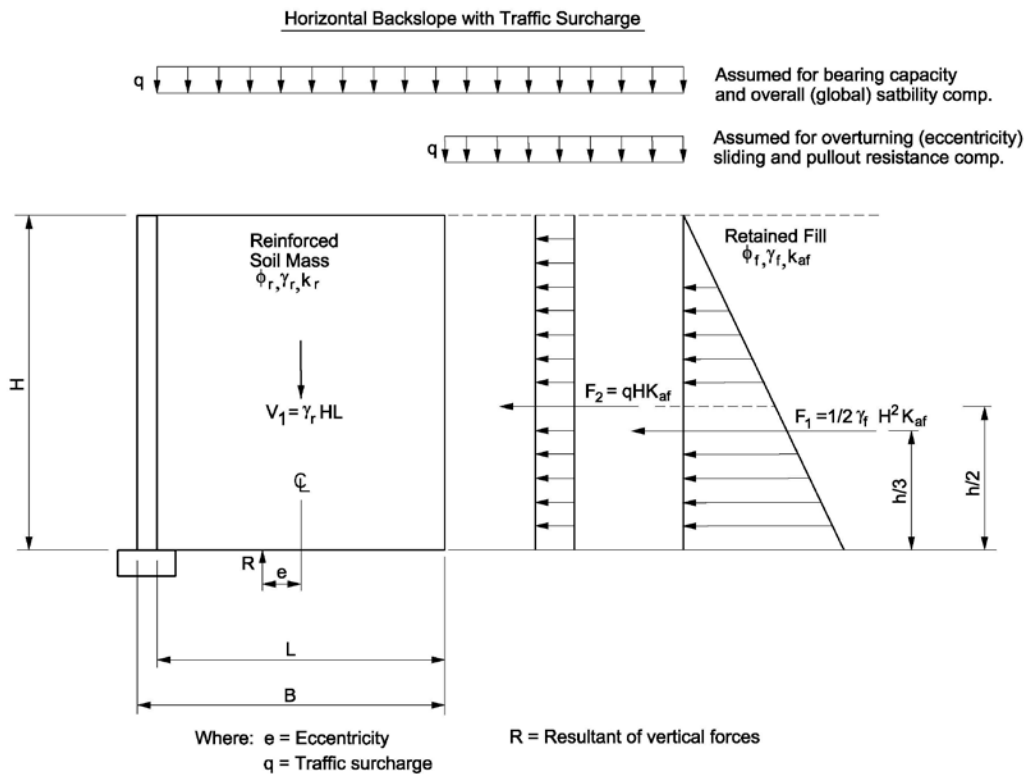 Horizontal Backslope with Traffic Surcharge
q
Assumed for bearing capacity
and overall (global) satbility comp.
q
Assumed for overturning (eccentricity)
sliding and pullout resistance comp.
Reinforced
Soil Mass
ϕr,γr,kr
Retained Fill
ϕf,γf,kaf
H
V1=γr HL
F2 = qHKaf
F1=1/2 γf H²Kaf
h/3
h/2
℄
R
e
L
B
Where: e = Eccentricity
q = Traffic surcharge
R = Resultant of vertical forces